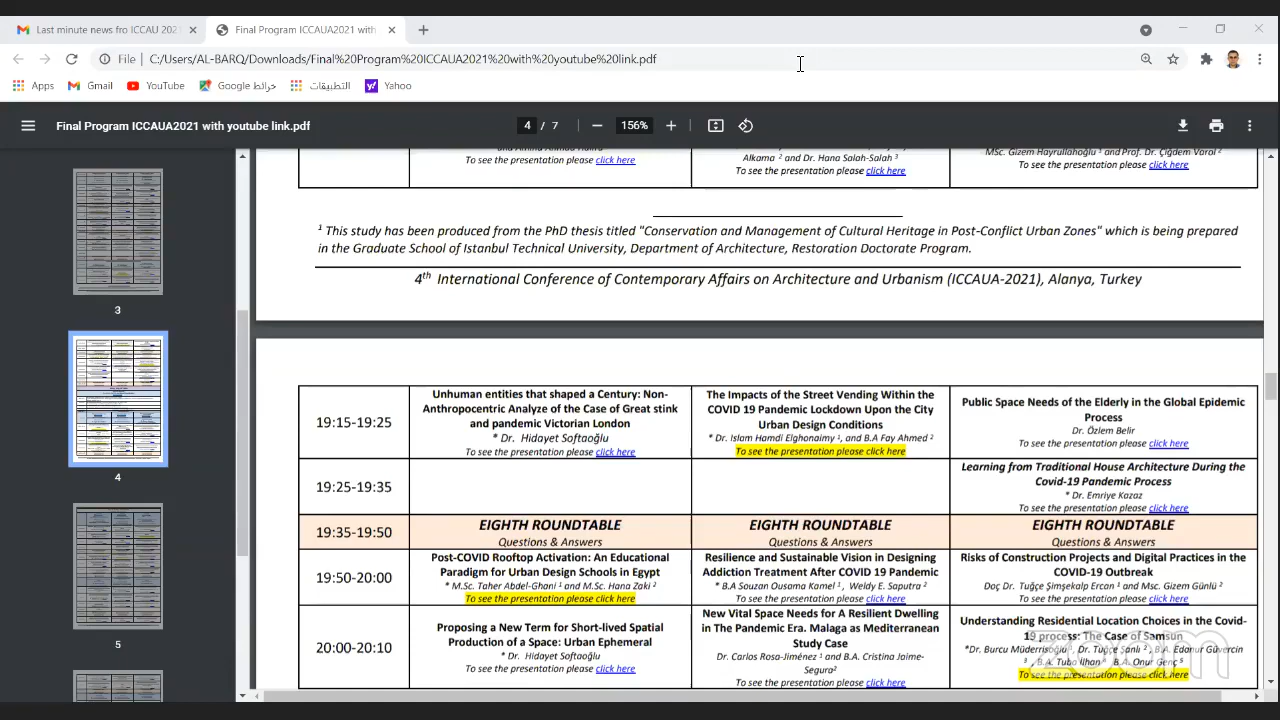 Last minute news fro ICCAU 202
Final Program ICCAUA2021 with
File
C:/Users/AL-BARQ/Downloads/Final%20Program%20ICCAUA2021%20with%20youtube%20link.pdf
Apps
Gmail
YouTube
خرائط Google
التطبيقات
Yahoo
Final Program ICCAUA2021 with youtube link.pdf
4 / 7
156%
3
4
5
To see the presentation please click here
Alkama 2 and Dr. Hana Salah-Salah 3
To see the presentation please click here
MSc. Gizem Hayrullahoğlu 1 and Prof. Dr. Çiğdem Varol 2
To see the presentation please click here
1 This study has been produced from the PhD thesis titled "Conservation and Management of Cultural Heritage in Post-Conflict Urban Zones" which is being prepared
in the Graduate School of Istanbul Technical University, Department of Architecture, Restoration Doctorate Program.
4th International Conference of Contemporary Affairs on Architecture and Urbanism (ICCAUA-2021), Alanya, Turkey
19:15-19:25
Unhuman entities that shaped a Century: Non-
Anthropocentric Analyze of the Case of Great stink
and pandemic Victorian London
* Dr. Hidayet Softaoğlu
To see the presentation please click here
The Impacts of the Street Vending Within the
COVID 19 Pandemic Lockdown Upon the City
Urban Design Conditions
* Dr. Islam Hamdi Elghonaimy 1, and B.A Fay Ahmed 2
To see the presentation please click here
Public Space Needs of the Elderly in the Global Epidemic
Process
Dr. Özlem Belir
To see the presentation please click here
19:25-19:35
Learning from Traditional House Architecture During the
Covid-19 Pandemic Process
* Dr. Emriye Kazaz
To see the presentation please click here
19:35-19:50
EIGHTH ROUNDTABLE
Questions & Answers
EIGHTH ROUNDTABLE
Questions & Answers
EIGHTH ROUNDTABLE
Questions & Answers
19:50-20:00
Post-COVID Rooftop Activation: An Educational
Paradigm for Urban Design Schools in Egypt
* M.Sc. Taher Abdel-Ghani 1 and M.Sc. Hana Zaki 2
To see the presentation please click here
Resilience and Sustainable Vision in Designing
Addiction Treatment After COVID 19 Pandemic
* B.A Souzan Ousama Kamel 1 , Weldy E. Saputra 2
To see the presentation please click here
Risks of Construction Projects and Digital Practices in the
COVID-19 Outbreak
Doç Dr. Tuğçe Şimşekalp Ercan 1 and Msc. Gizem Günlü 2
To see the presentation please click here
20:00-20:10
Proposing a New Term for Short-lived Spatial
Production of a Space: Urban Ephemeral
* Dr. Hidayet Softaoğlu
To see the presentation please click here
New Vital Space Needs for A Resilient Dwelling
in The Pandemic Era. Malaga as Mediterranean
Study Case
Dr. Carlos Rosa-Jiménez 1 and B.A. Cristina Jaime-
Segura2
To see the presentation please click here
Understanding Residential Location Choices in the Covid-
19 process: The Case of Samsun
*Dr. Burcu Müderrisoğlu 1, Dr. Tuğçe Şanlı 2 , B.A. Edanur Güvercin
3 , B.A. Tuba İlhan 4 B.A. Onur Genç 5
To see the presentation please click here
zoom